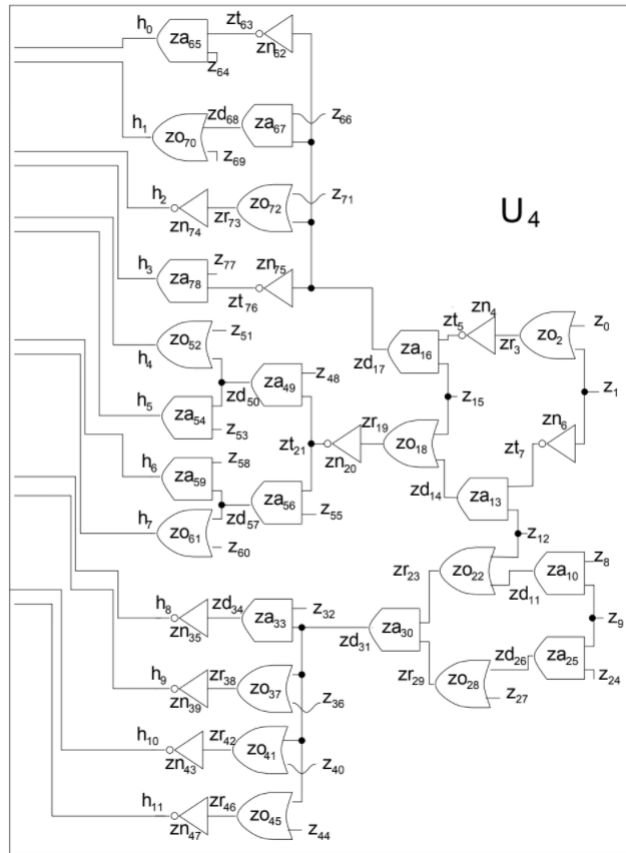 h₀ zt₆₃
za₆₅ zn₆₂
z₆₄
h₁ zd₆₈ za₆₇ z₆₆
zo₇₀
z₆₉
h₂ zr₇₃ zo₇₂ z₇₁
zn₇₄
U₄
h₃ za₇₈ z₇₇ zn₇₅
zt₇₆
zn₄
zt₅ zr₃ zo₂ z₀
zo₅₂ z₅₁
h₄
zd₁₇ za₁₆
z₁
za₄₉ z₄₈
h₅ za₅₄ zd₅₀
z₅₃
z₁₅
zr₁₉ zo₁₈
zt₂₁ zn₂₀
zn₆
zt₇
h₆ za₅₉ z₅₈
zd₁₄ za₁₃
h₇ zo₆₁ zd₅₇ za₅₆ z₅₅
z₆₀
z₁₂
zr₂₃ zo₂₂ za₁₀ z₈
zd₁₁
h₈ zd₃₄ za₃₃ z₃₂
zn₃₅
zd₃₁ za₃₀
z₉
zd₂₆ za₂₅
z₂₄
zr₂₉ zo₂₈
z₂₇
h₉ zr₃₈ zo₃₇
zn₃₉ z₃₆
h₁₀ zr₄₂ zo₄₁
zn₄₃ z₄₀
h₁₁ zr₄₆ zo₄₅
zn₄₇ z₄₄